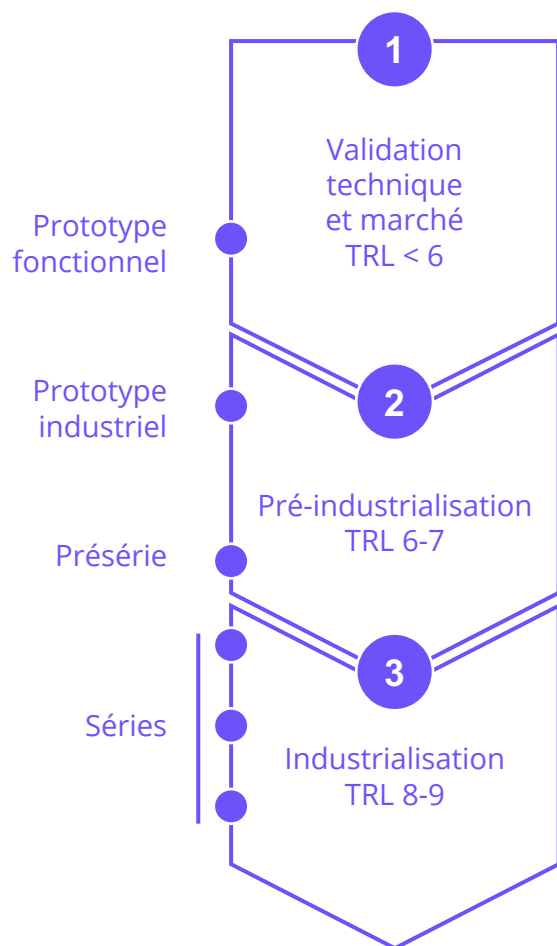 1
Validation
technique
et marché
TRL < 6
Prototype
fonctionnel
2
Prototype
industriel
Pré-industrialisation
TRL 6-7
Présérie
3
Séries
Industrialisation
TRL 8-9